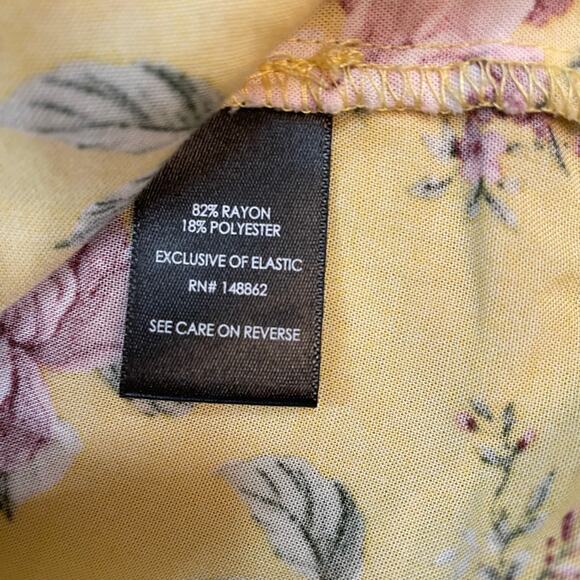 82% RAYON
18% POLYESTER
EXCLUSIVE OF ELASTIC
RN# 148862
SEE CARE ON REVERSE